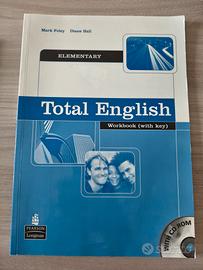 Mark Foley Diane Hall
ELEMENTARY
Total English
Workbook (with key)
WITH CD-ROM
PEARSON
Longman